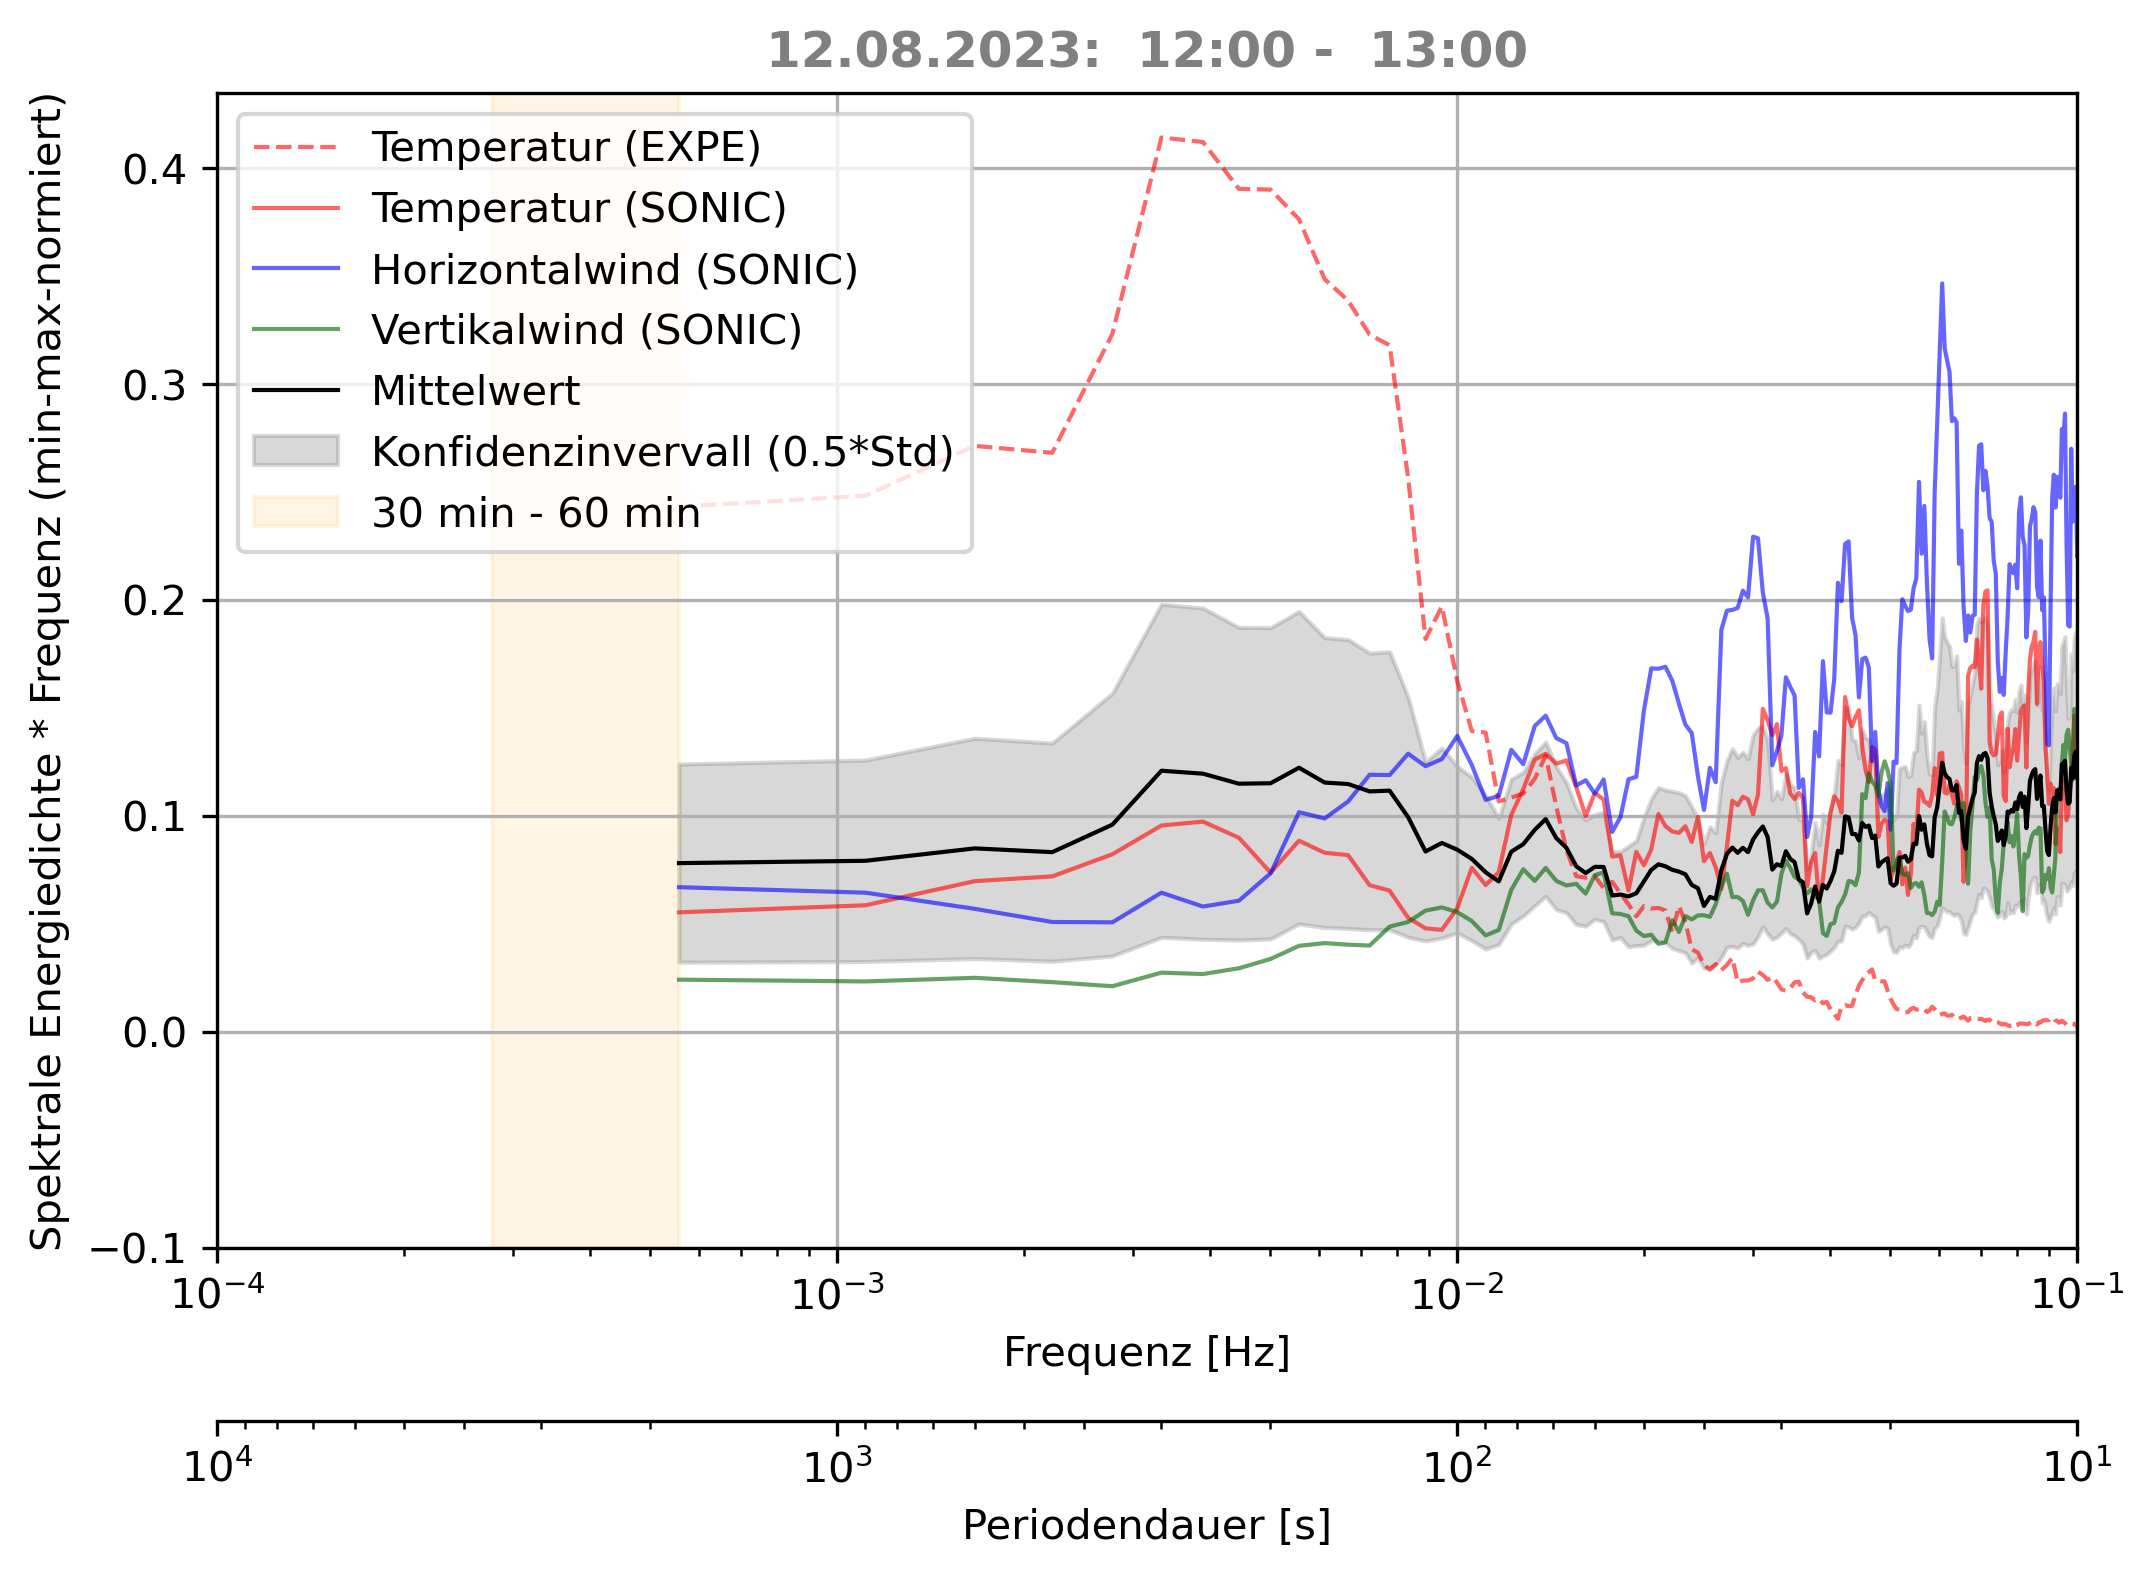 12.08.2023: 12:00 - 13:00
Spektrale Energiedichte * Frequenz (min-max-normiert)
Temperatur (EXPE)
Temperatur (SONIC)
Horizontalwind (SONIC)
Vertikalwind (SONIC)
Mittelwert
Konfidenzinvervall (0.5*Std)
30 min - 60 min
0.4
0.3
0.2
0.1
0.0
−0.1
10⁻⁴ 10⁻³ 10⁻² 10⁻¹
Frequenz [Hz]
10⁴ 10³ 10² 10¹
Periodendauer [s]